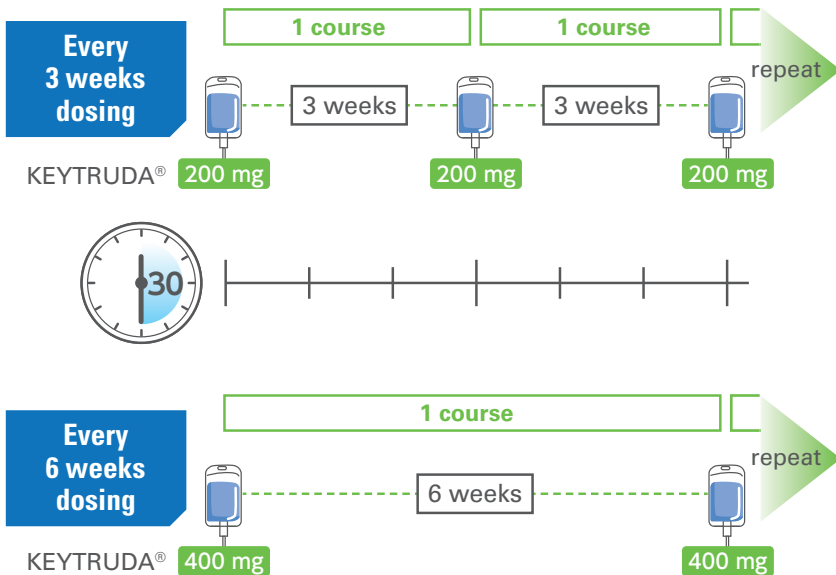 1 course
1 course
Every
3 weeks
dosing
3 weeks
3 weeks
repeat
KEYTRUDA®
200 mg
200 mg
200 mg
30
1 course
Every
6 weeks
dosing
6 weeks
repeat
KEYTRUDA®
400 mg
400 mg